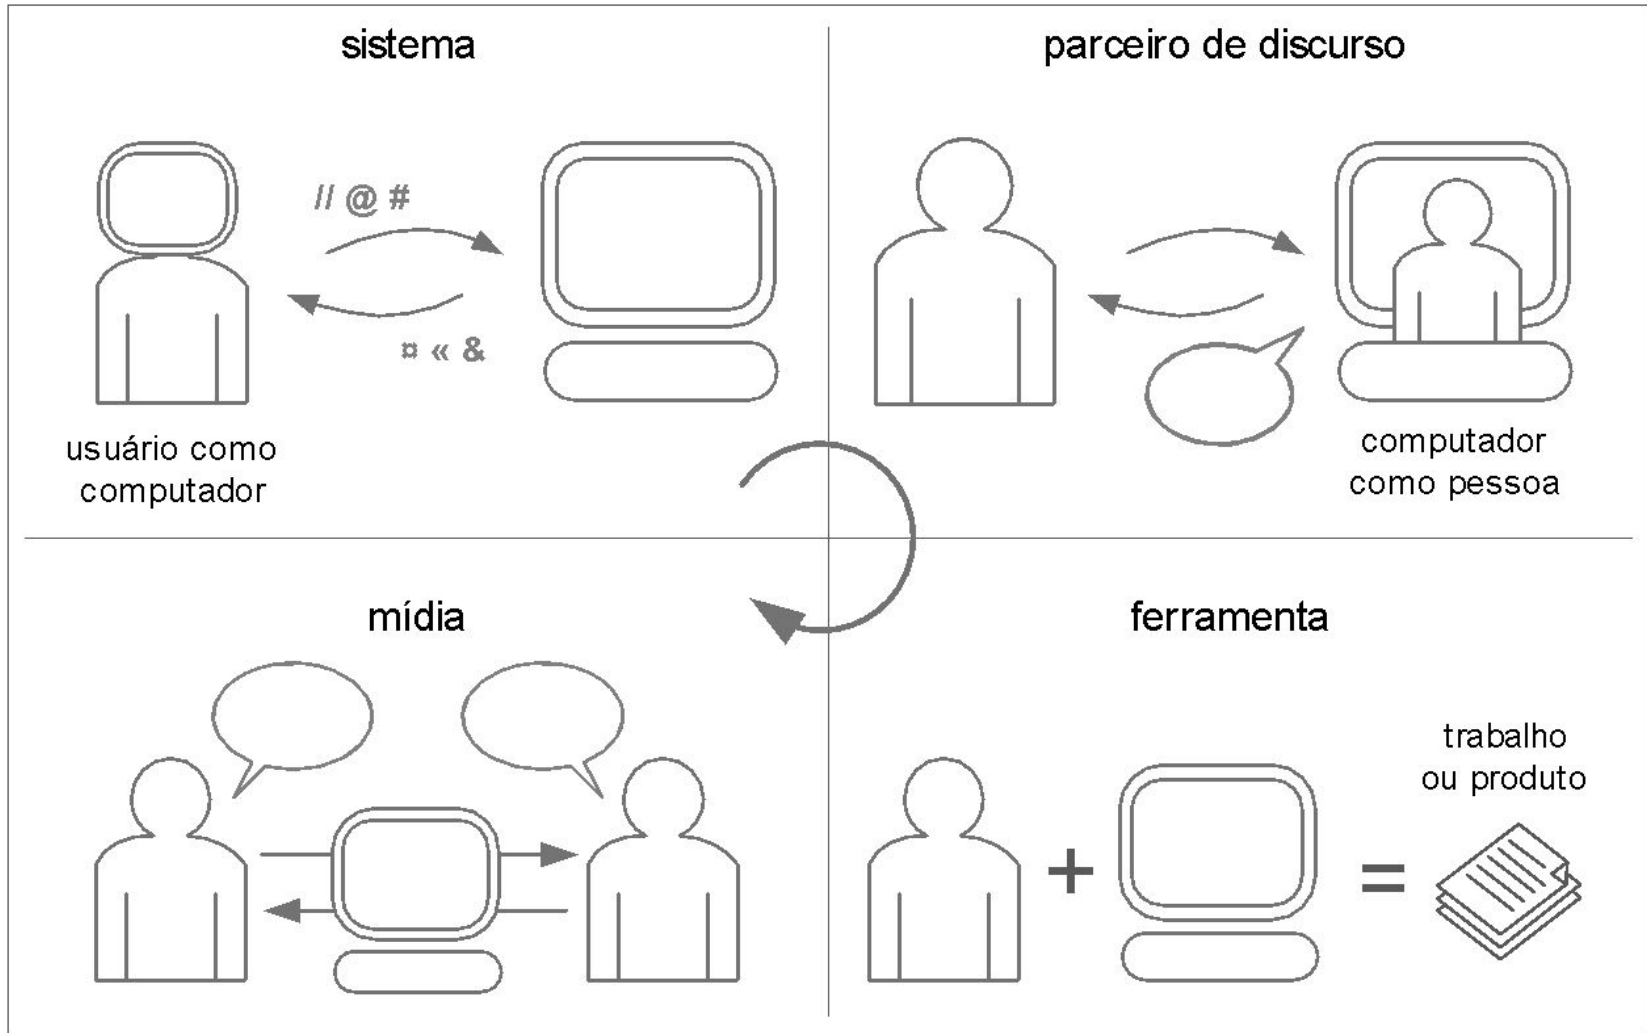 sistema
parceiro de discurso
// @ #
¤ « &
usuário como
computador
computador
como pessoa
mídia
ferramenta
trabalho
ou produto
+
=